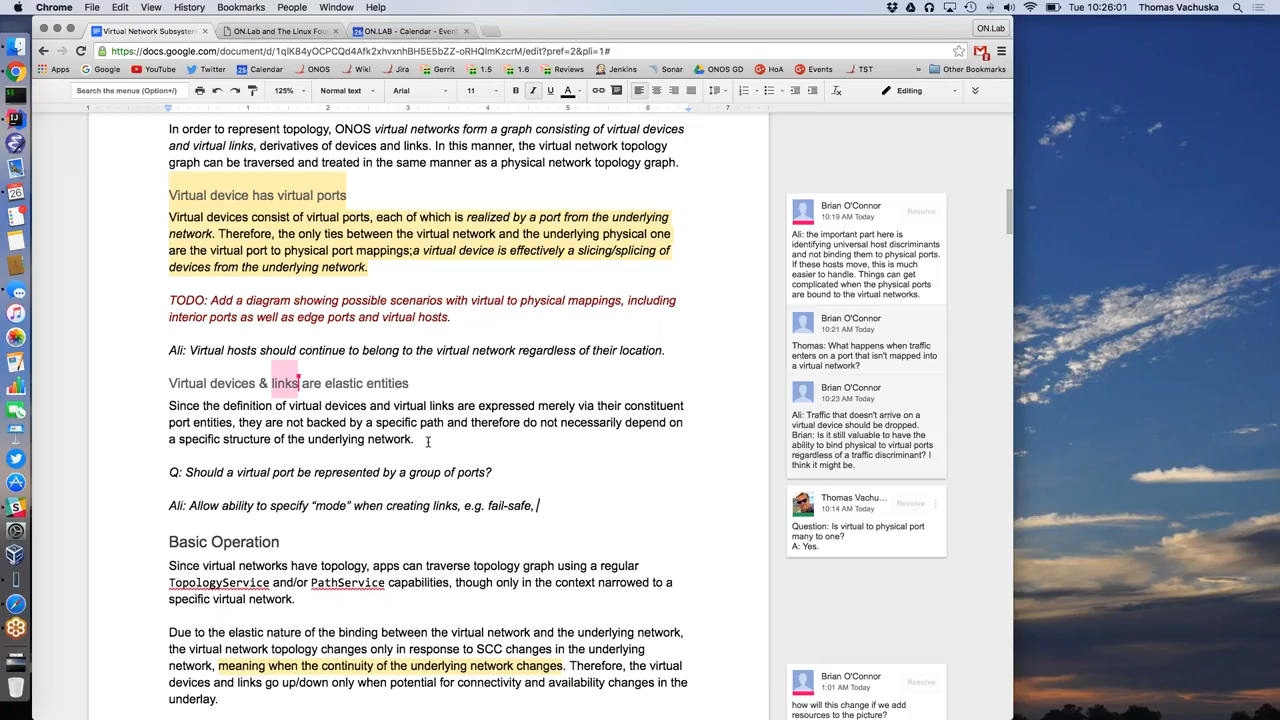 Chrome File Edit View History Bookmarks People Window Help
Tue 10:26:01 Thomas Vachuska
Virtual Network Subsystem
ON.Lab and The Linux Foun
ON.LAB - Calendar - Event
ON.Lab
https://docs.google.com/document/d/1qlK84yOCPCQd4Afk2xhvxnhBH5E5bZZ-oRHQlmKzcrM/edit?pref=2&pli=1#
Apps Google YouTube Twitter Calendar ONOS Wiki Jira Gerrit 1.5 1.6 Reviews Jenkins Sonar ONOS GD HoA Events TST » Other Bookmarks
Search the menus (Option+/) 125% Normal text Arial 11 B I U A Editing
1 1 2 3 4 5 6 7
In order to represent topology, ONOS virtual networks form a graph consisting of virtual devices
and virtual links, derivatives of devices and links. In this manner, the virtual network topology
graph can be traversed and treated in the same manner as a physical network topology graph.
Virtual device has virtual ports
Virtual devices consist of virtual ports, each of which is realized by a port from the underlying
network. Therefore, the only ties between the virtual network and the underlying physical one
are the virtual port to physical port mappings;a virtual device is effectively a slicing/splicing of
devices from the underlying network.
TODO: Add a diagram showing possible scenarios with virtual to physical mappings, including
interior ports as well as edge ports and virtual hosts.
Ali: Virtual hosts should continue to belong to the virtual network regardless of their location.
Virtual devices & links are elastic entities
Since the definition of virtual devices and virtual links are expressed merely via their constituent
port entities, they are not backed by a specific path and therefore do not necessarily depend on
a specific structure of the underlying network.
Q: Should a virtual port be represented by a group of ports?
Ali: Allow ability to specify “mode” when creating links, e.g. fail-safe,
Basic Operation
Since virtual networks have topology, apps can traverse topology graph using a regular
TopologyService and/or PathService capabilities, though only in the context narrowed to a
specific virtual network.
Due to the elastic nature of the binding between the virtual network and the underlying network,
the virtual network topology changes only in response to SCC changes in the underlying
network, meaning when the continuity of the underlying network changes. Therefore, the virtual
devices and links go up/down only when potential for connectivity and availability changes in the
underlay.
Brian O'Connor
10:19 AM Today
Resolve
Ali: the important part here is
identifying universal host discriminants
and not binding them to physical ports.
If these hosts move, this is much
easier to handle. Things can get
complicated when the physical ports
are bound to the virtual networks.
Brian O'Connor
10:21 AM Today
Thomas: What happens when traffic
enters on a port that isn't mapped into
a virtual network?
Brian O'Connor
10:23 AM Today
Ali: Traffic that doesn't arrive on a
virtual device should be dropped.
Brian: Is it still valuable to have the
ability to bind physical to virtual ports
regardless of a traffic discriminant? I
think it might be.
Thomas Vachu...
10:14 AM Today
Resolve
Question: Is virtual to physical port
many to one?
A: Yes.
Brian O'Connor
1:01 AM Today
Resolve
how will this change if we add
resources to the picture?